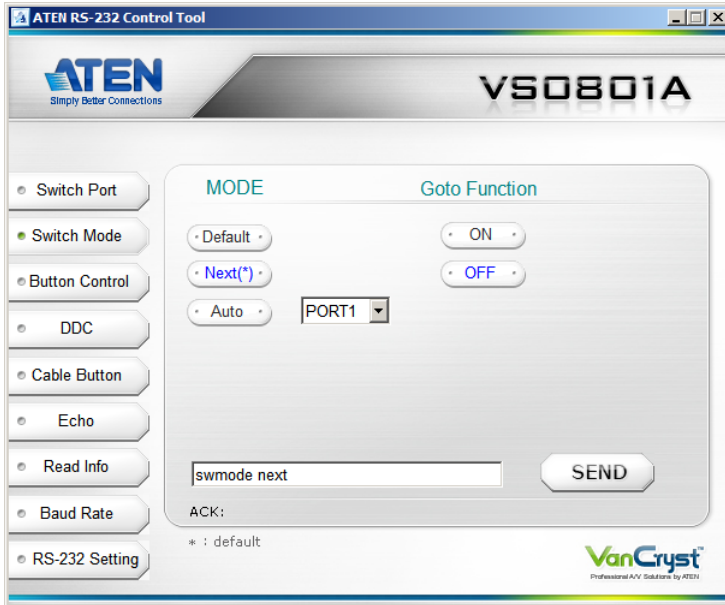 ATEN RS-232 Control Tool
ATEN
Simply Better Connections
VS0801A
Switch Port
Switch Mode
Button Control
DDC
Cable Button
Echo
Read Info
Baud Rate
RS-232 Setting
MODE
Goto Function
Default
ON
Next(*)
OFF
Auto
PORT1
swmode next
SEND
ACK:
* : default
VanCryst™
Professional A/V Solutions by ATEN